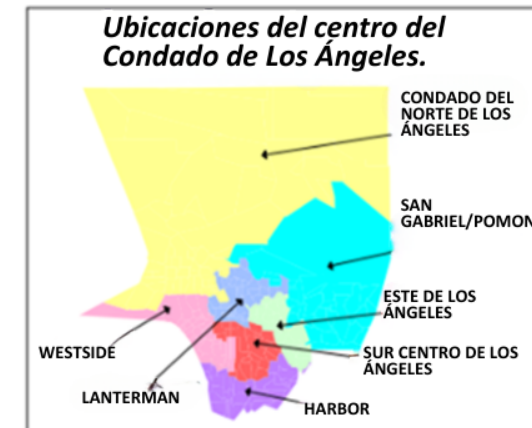 Ubicaciones del centro del
Condado de Los Ángeles.
CONDADO DEL
NORTE DE LOS
ÁNGELES
SAN
GABRIEL/POMON
ESTE DE LOS
ÁNGELES
WESTSIDE
SUR CENTRO DE LOS
ÁNGELES
LANTERMAN
HARBOR